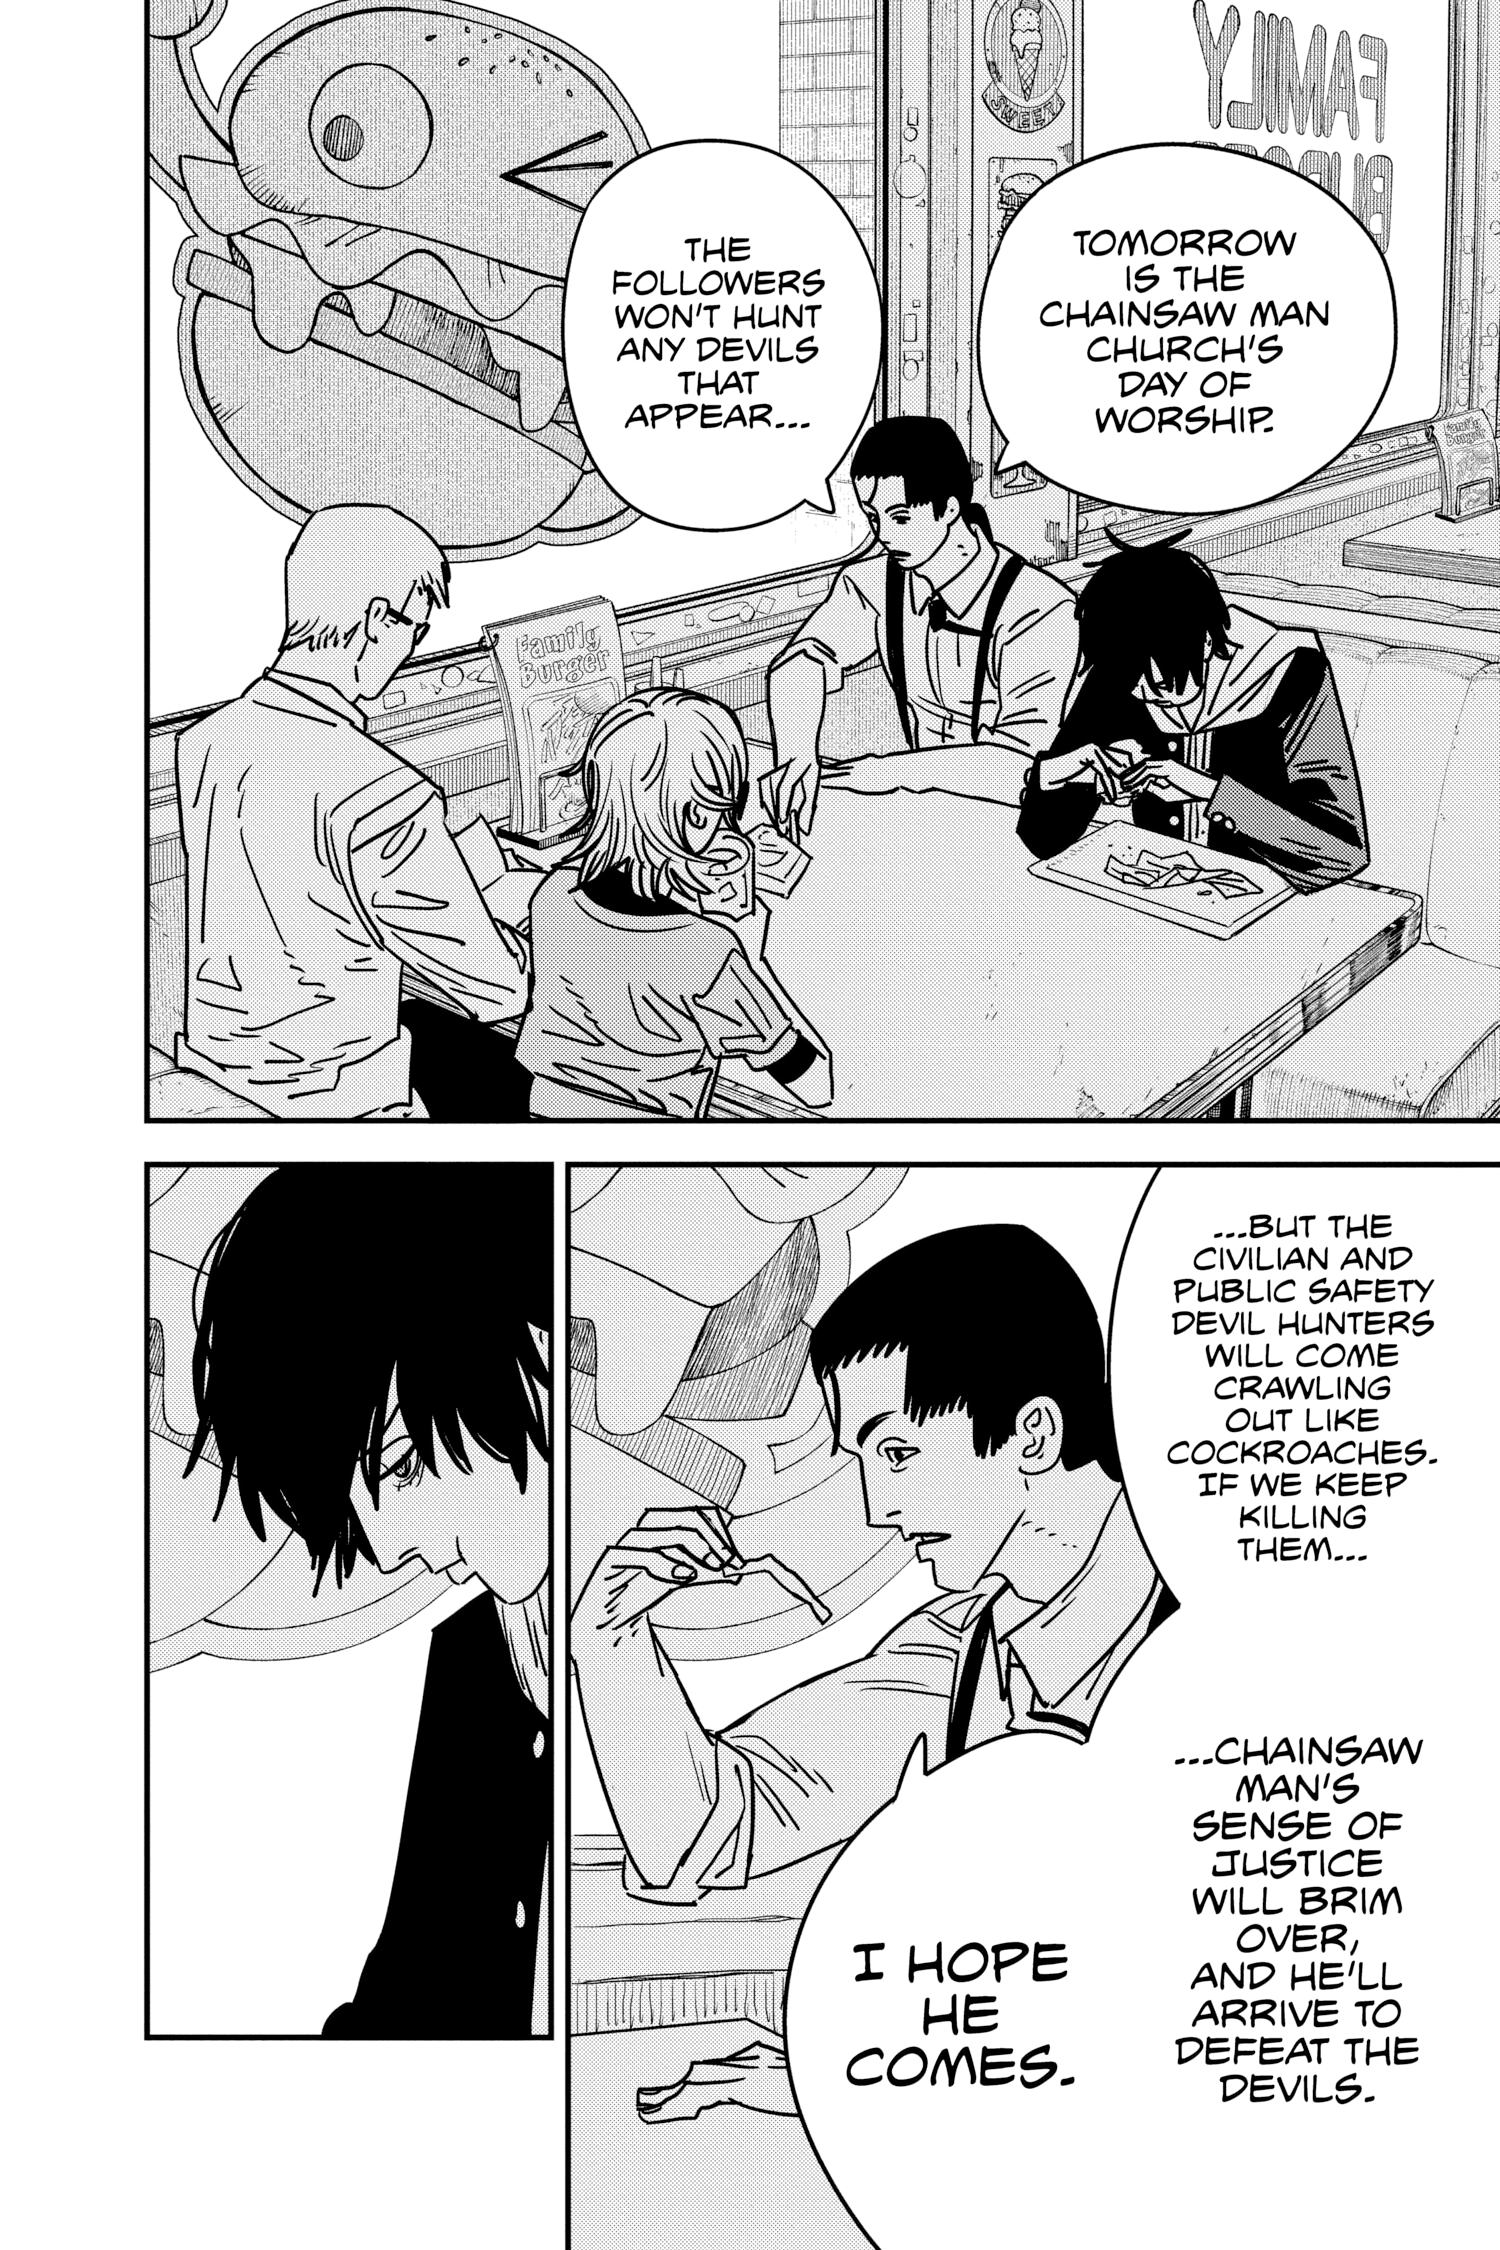 SWEET
FAMILY
TOMORROW
IS THE
CHAINSAW MAN
CHURCH'S
DAY OF
WORSHIP.
THE
FOLLOWERS
WON'T HUNT
ANY DEVILS
THAT
APPEAR...
Family
Burger
Family
Burger
...BUT THE
CIVILIAN AND
PUBLIC SAFETY
DEVIL HUNTERS
WILL COME
CRAWLING
OUT LIKE
COCKROACHES.
IF WE KEEP
KILLING
THEM...
...CHAINSAW
MAN'S
SENSE OF
JUSTICE
WILL BRIM
OVER,
AND HE'LL
ARRIVE TO
DEFEAT THE
DEVILS.
I HOPE
HE
COMES.